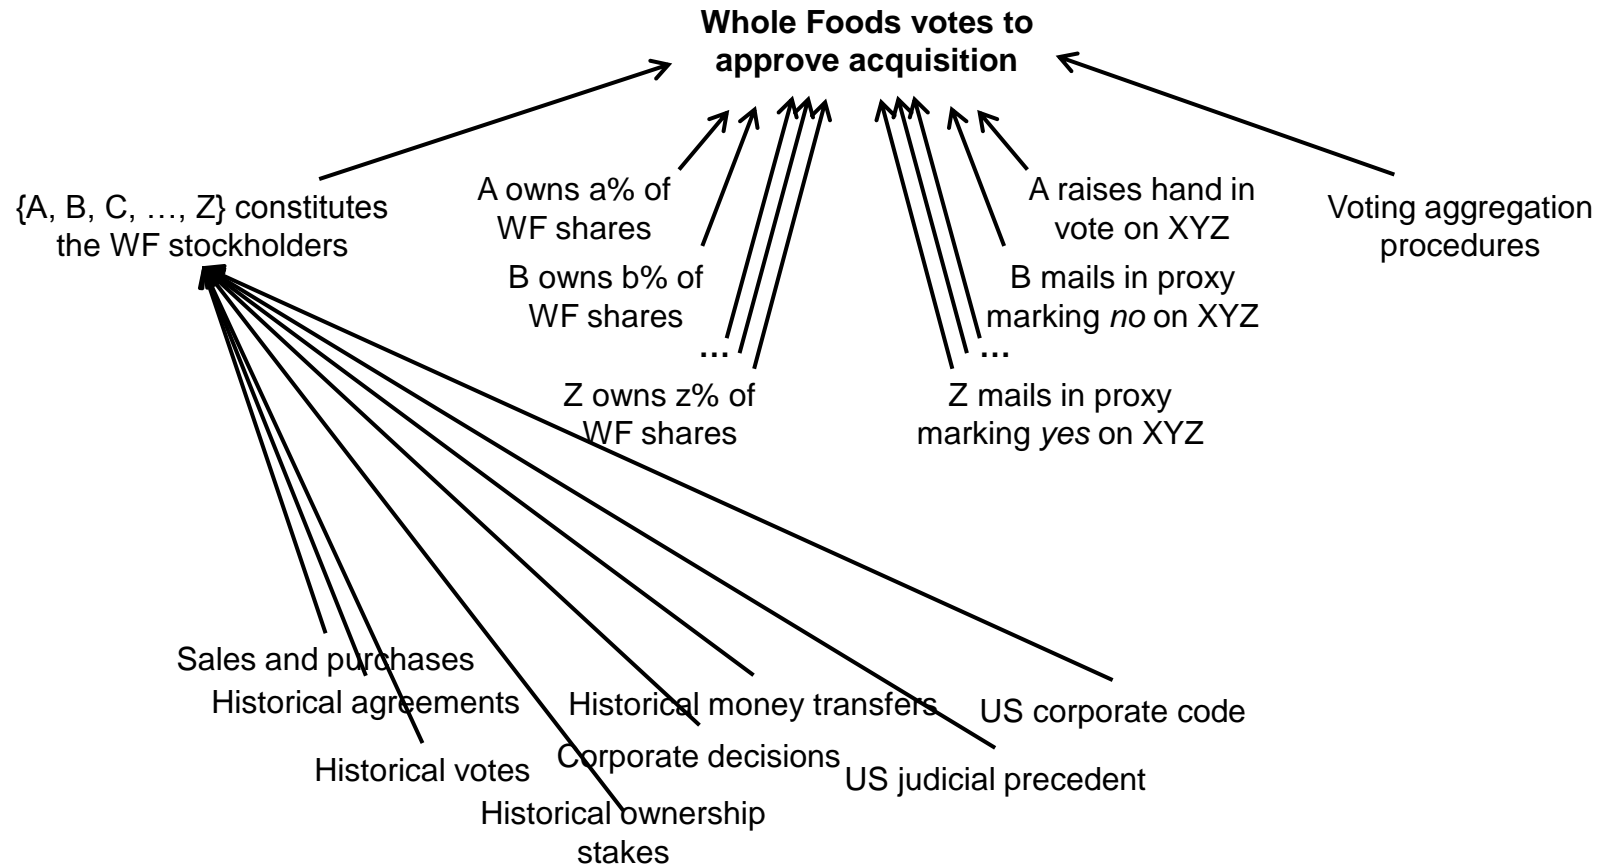 Whole Foods votes to
approve acquisition
{A, B, C, …, Z} constitutes
the WF stockholders
A owns a% of
WF shares
B owns b% of
WF shares
…
Z owns z% of
WF shares
A raises hand in
vote on XYZ
B mails in proxy
marking no on XYZ
…
Z mails in proxy
marking yes on XYZ
Voting aggregation
procedures
Sales and purchases
Historical agreements
Historical votes
Historical ownership
stakes
Historical money transfers
Corporate decisions
US judicial precedent
US corporate code